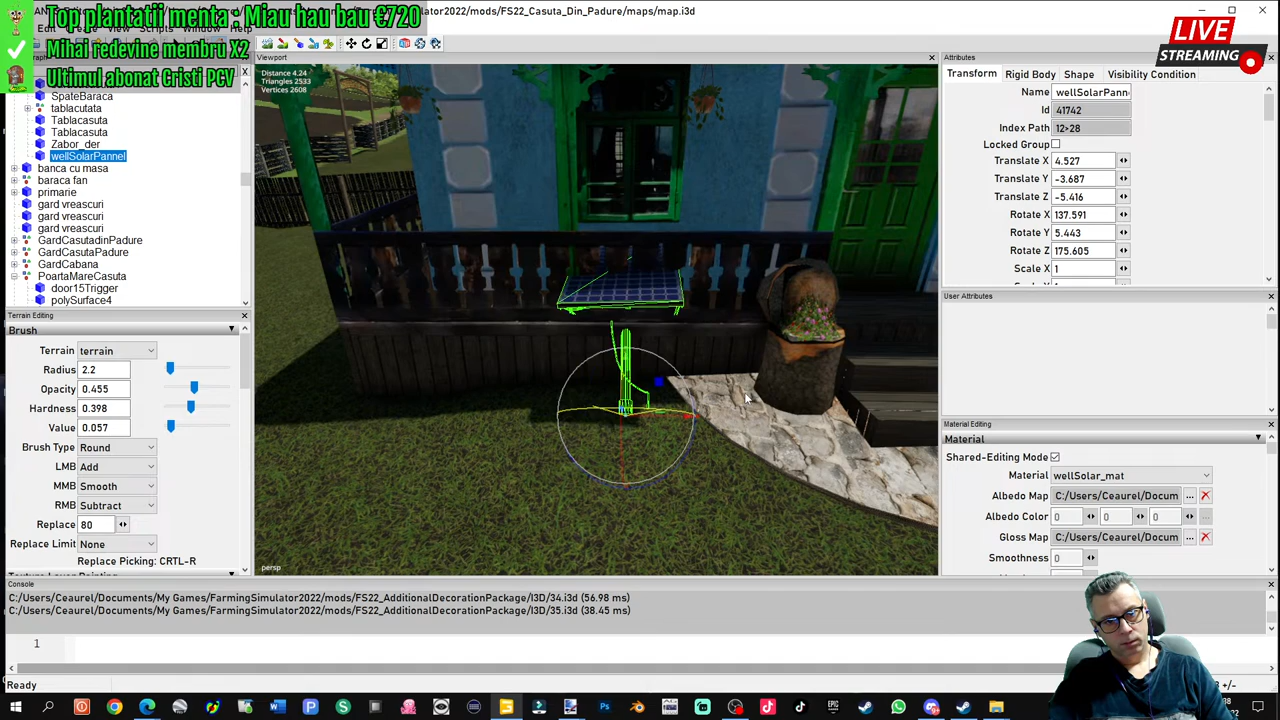 Top plantatii menta : Miau hau bau €720
Mihai redevine membru X2
Ultimul abonat Cristi PCV
Simulator2022/mods/FS22_Casuta_Din_Padure/maps/map.i3d
Scripts Window Help
LIVE
STREAMING
SpateBaraca
tablacutata
Tablacasuta
Tablacasuta
Zabor_der
wellSolarPannel
banca cu masa
baraca fan
primarie
gard vreascuri
gard vreascuri
gard vreascuri
GardCasutadinPadure
GardCasutaPadure
GardCabana
PoartaMareCasuta
door15Trigger
polySurface4
Terrain Editing
Brush
Terrain terrain
Radius 2.2
Opacity 0.455
Hardness 0.398
Value 0.057
Brush Type Round
LMB Add
MMB Smooth
RMB Subtract
Replace 80
Replace Limit None
Replace Picking: CRTL-R
Texture Layer Painting
Viewport
Distance 4.24
Triangles 2533
Vertices 2608
persp
Attributes
Transform Rigid Body Shape Visibility Condition
Name wellSolarPann
Id 41742
Index Path 12>28
Locked Group
Translate X 4.527
Translate Y -3.687
Translate Z -5.416
Rotate X 137.591
Rotate Y 5.443
Rotate Z 175.605
Scale X 1
User Attributes
Material Editing
Material
Shared-Editing Mode
Material wellSolar_mat
Albedo Map C:/Users/Ceaurel/Docum
Albedo Color 0 0 0
Gloss Map C:/Users/Ceaurel/Docum
Smoothness 0
Console
C:/Users/Ceaurel/Documents/My Games/FarmingSimulator2022/mods/FS22_AdditionalDecorationPackage/I3D/34.i3d (56.98 ms)
C:/Users/Ceaurel/Documents/My Games/FarmingSimulator2022/mods/FS22_AdditionalDecorationPackage/I3D/35.i3d (38.45 ms)
1
Ready
+/-